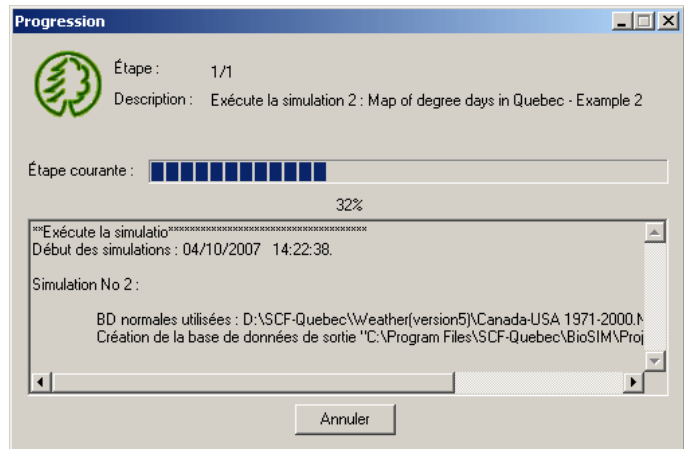 Progression
Étape : 1/1
Description : Exécute la simulation 2 : Map of degree days in Quebec - Example 2
Étape courante :
32%
**Exécute la simulatio**************************************
Début des simulations : 04/10/2007 14:22:38.
Simulation No 2 :
BD normales utilisées : D:\SCF-Quebec\Weather(version5)\Canada-USA 1971-2000.N
Création de la base de données de sortie "C:\Program Files\SCF-Quebec\BioSIM\Proj
Annuler